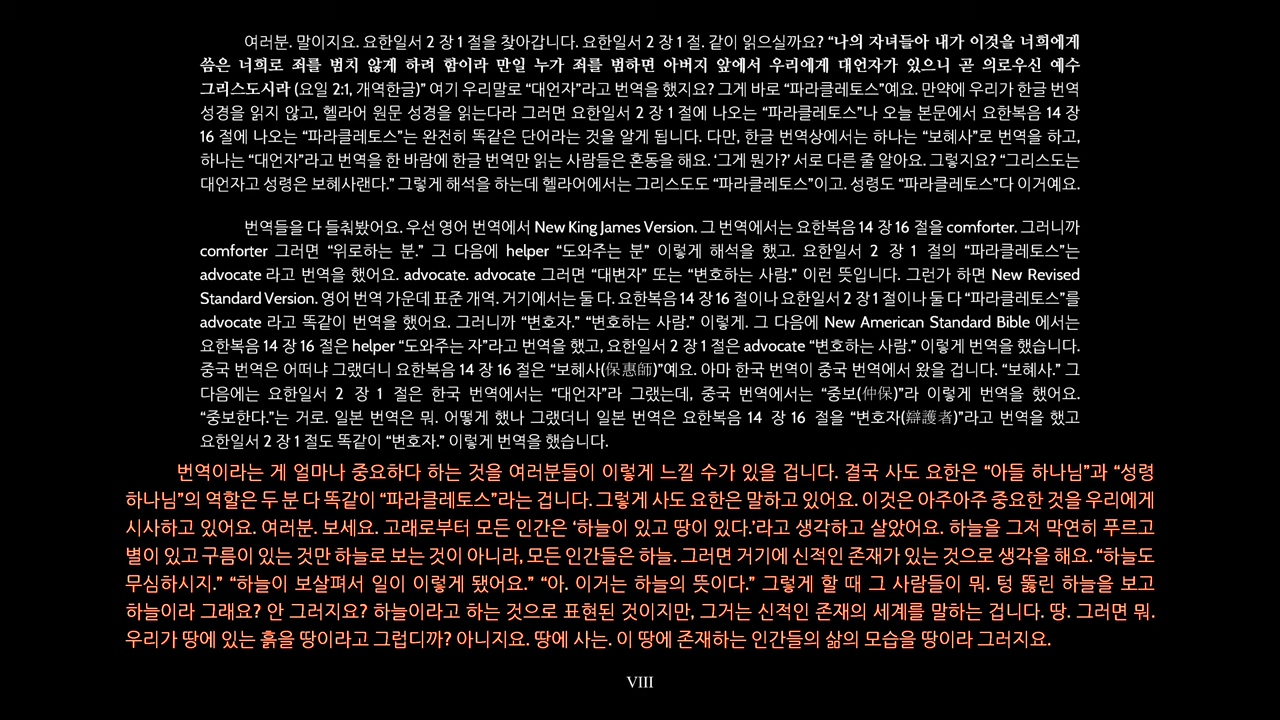 여러분. 말이지요. 요한일서 2 장 1 절을 찾아갑니다. 요한일서 2 장 1 절. 같이 읽으실까요? “나의 자녀들아 내가 이것을 너희에게
씀은 너희로 죄를 범치 않게 하려 함이라 만일 누가 죄를 범하면 아버지 앞에서 우리에게 대언자가 있으니 곧 의로우신 예수
그리스도시라 (요일 2:1, 개역한글)” 여기 우리말로 “대언자”라고 번역을 했지요? 그게 바로 “파라클레토스”예요. 만약에 우리가 한글 번역
성경을 읽지 않고, 헬라어 원문 성경을 읽는다라 그러면 요한일서 2 장 1 절에 나오는 “파라클레토스”나 오늘 본문에서 요한복음 14 장
16 절에 나오는 “파라클레토스”는 완전히 똑같은 단어라는 것을 알게 됩니다. 다만, 한글 번역상에서는 하나는 “보혜사”로 번역을 하고,
하나는 “대언자”라고 번역을 한 바람에 한글 번역만 읽는 사람들은 혼동을 해요. ‘그게 뭔가?’ 서로 다른 줄 알아요. 그렇지요? “그리스도는
대언자고 성령은 보혜사랜다.” 그렇게 해석을 하는데 헬라어에서는 그리스도도 “파라클레토스”이고. 성령도 “파라클레토스”다 이거예요.
번역들을 다 들춰봤어요. 우선 영어 번역에서 New King James Version. 그 번역에서는 요한복음 14 장 16 절을 comforter. 그러니까
comforter 그러면 “위로하는 분.” 그 다음에 helper “도와주는 분” 이렇게 해석을 했고. 요한일서 2 장 1 절의 “파라클레토스”는
advocate 라고 번역을 했어요. advocate. advocate 그러면 “대변자” 또는 “변호하는 사람.” 이런 뜻입니다. 그런가 하면 New Revised
Standard Version. 영어 번역 가운데 표준 개역. 거기에서는 둘 다. 요한복음 14 장 16 절이나 요한일서 2 장 1 절이나 둘 다 “파라클레토스”를
advocate 라고 똑같이 번역을 했어요. 그러니까 “변호자.” “변호하는 사람.” 이렇게. 그 다음에 New American Standard Bible 에서는
요한복음 14 장 16 절은 helper “도와주는 자”라고 번역을 했고, 요한일서 2 장 1 절은 advocate “변호하는 사람.” 이렇게 번역을 했습니다.
중국 번역은 어떠냐 그랬더니 요한복음 14 장 16 절은 “보혜사(保惠師)”예요. 아마 한국 번역이 중국 번역에서 왔을 겁니다. “보혜사.” 그
다음에는 요한일서 2 장 1 절은 한국 번역에서는 “대언자”라 그랬는데, 중국 번역에서는 “중보(仲保)”라 이렇게 번역을 했어요.
“중보한다.”는 거로. 일본 번역은 뭐. 어떻게 했나 그랬더니 일본 번역은 요한복음 14 장 16 절을 “변호자(辯護者)”라고 번역을 했고
요한일서 2 장 1 절도 똑같이 “변호자.” 이렇게 번역을 했습니다.
번역이라는 게 얼마나 중요하다 하는 것을 여러분들이 이렇게 느낄 수가 있을 겁니다. 결국 사도 요한은 “아들 하나님”과 “성령
하나님”의 역할은 두 분 다 똑같이 “파라클레토스”라는 겁니다. 그렇게 사도 요한은 말하고 있어요. 이것은 아주아주 중요한 것을 우리에게
시사하고 있어요. 여러분. 보세요. 고래로부터 모든 인간은 ‘하늘이 있고 땅이 있다.’라고 생각하고 살았어요. 하늘을 그저 막연히 푸르고
별이 있고 구름이 있는 것만 하늘로 보는 것이 아니라, 모든 인간들은 하늘. 그러면 거기에 신적인 존재가 있는 것으로 생각을 해요. “하늘도
무심하시지.” “하늘이 보살펴서 일이 이렇게 됐어요.” “아. 이거는 하늘의 뜻이다.” 그렇게 할 때 그 사람들이 뭐. 텅 뚫린 하늘을 보고
하늘이라 그래요? 안 그러지요? 하늘이라고 하는 것으로 표현된 것이지만, 그거는 신적인 존재의 세계를 말하는 겁니다. 땅. 그러면 뭐.
우리가 땅에 있는 흙을 땅이라고 그럽디까? 아니지요. 땅에 사는. 이 땅에 존재하는 인간들의 삶의 모습을 땅이라 그러지요.
VIII